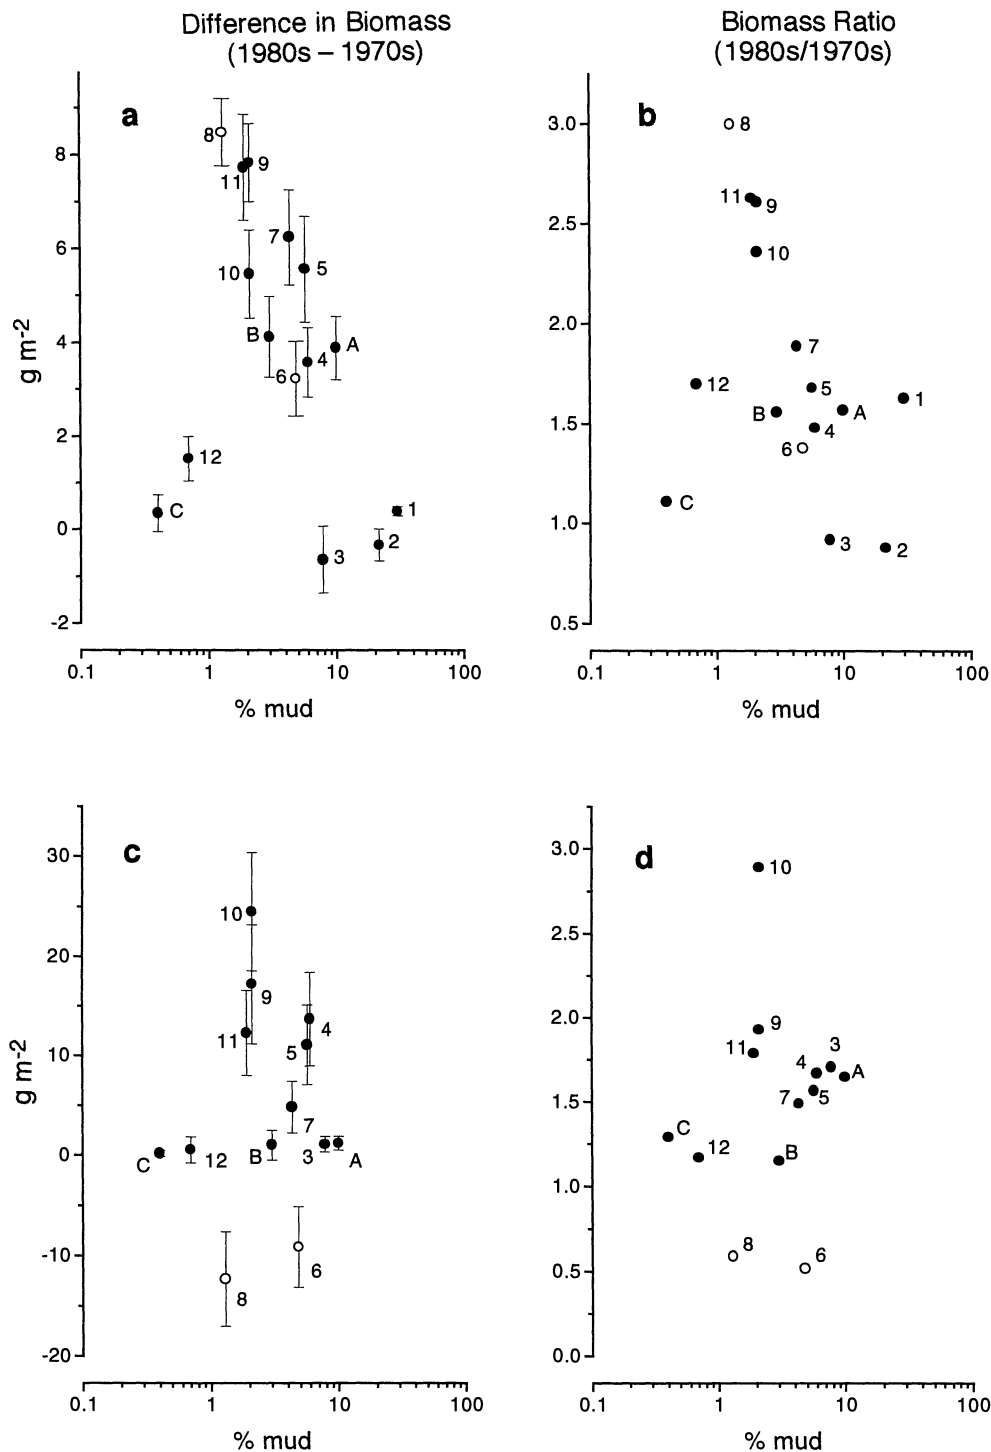 Difference in Biomass
(1980s – 1970s)
Biomass Ratio
(1980s/1970s)
a
8
6
4
2
0
-2
g m-2
8
9
11
7
5
10
B
A
4
6
12
C
1
2
3
0.1 1 10 100
% mud
b
3.0
2.5
2.0
1.5
1.0
0.5
8
11
9
10
7
12
5
1
B
A
4
6
C
3
2
0.1 1 10 100
% mud
c
30
20
10
0
-10
-20
g m-2
10
9
4
11
5
7
C
12
B
3
A
6
8
0.1 1 10 100
% mud
d
3.0
2.5
2.0
1.5
1.0
0.5
0.0
10
9
3
11
4
A
7
5
C
12
B
8
6
0.1 1 10 100
% mud